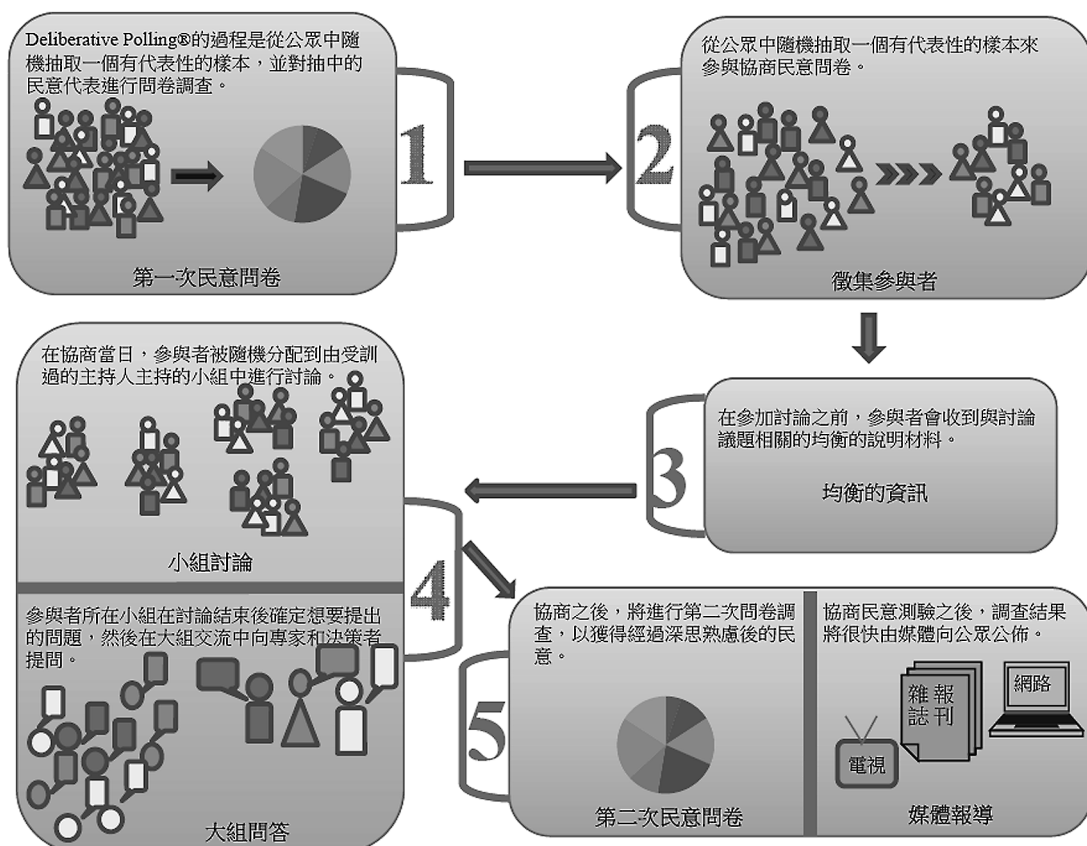 Deliberative Polling®的過程是從公眾中隨
機抽取一個有代表性的樣本，並對抽中的
民意代表進行問卷調查。
第一次民意問卷
1
2
從公眾中隨機抽取一個有代表性的樣本來
參與協商民意問卷。
徵集參與者
3
在參加討論之前，參與者會收到與討論
議題相關的均衡的說明材料。
均衡的資訊
在協商當日，參與者被隨機分配到由受訓
過的主持人主持的小組中進行討論。
小組討論
4
參與者所在小組在討論結束後確定想要提出
的問題，然後在大組交流中向專家和決策者
提問。
大組問答
5
協商之後，將進行第二次問卷調
查，以獲得經過深思熟慮後的民
意。
第二次民意問卷
協商民意測驗之後，調查結果
將很快由媒體向公眾公佈。
電視
雜誌
報刊
網路
媒體報導